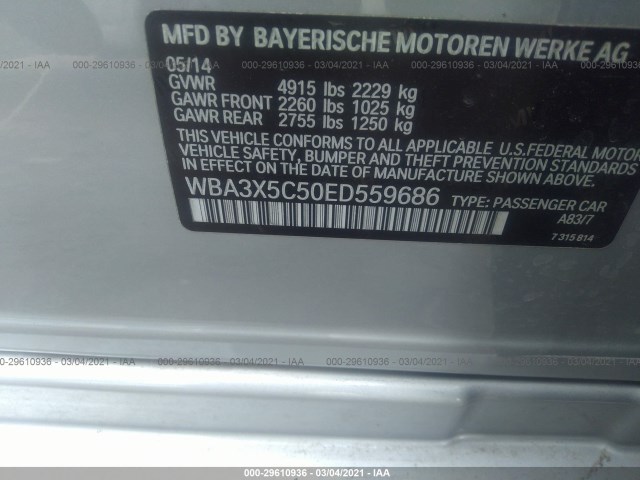 MFD BY BAYERISCHE MOTOREN WERKE AG
05/14
GVWR 4915 lbs 2229 kg
GAWR FRONT 2260 lbs 1025 kg
GAWR REAR 2755 lbs 1250 kg
THIS VEHICLE CONFORMS TO ALL APPLICABLE U.S. FEDERAL MOTOR
VEHICLE SAFETY, BUMPER AND THEFT PREVENTION STANDARDS
IN EFFECT ON THE DATE OF MANUFACTURE SHOWN ABOVE.
WBA3X5C50ED559686 TYPE: PASSENGER CAR
A83/7
7 315 814
000-29610936 - 03/04/2021 - IAA